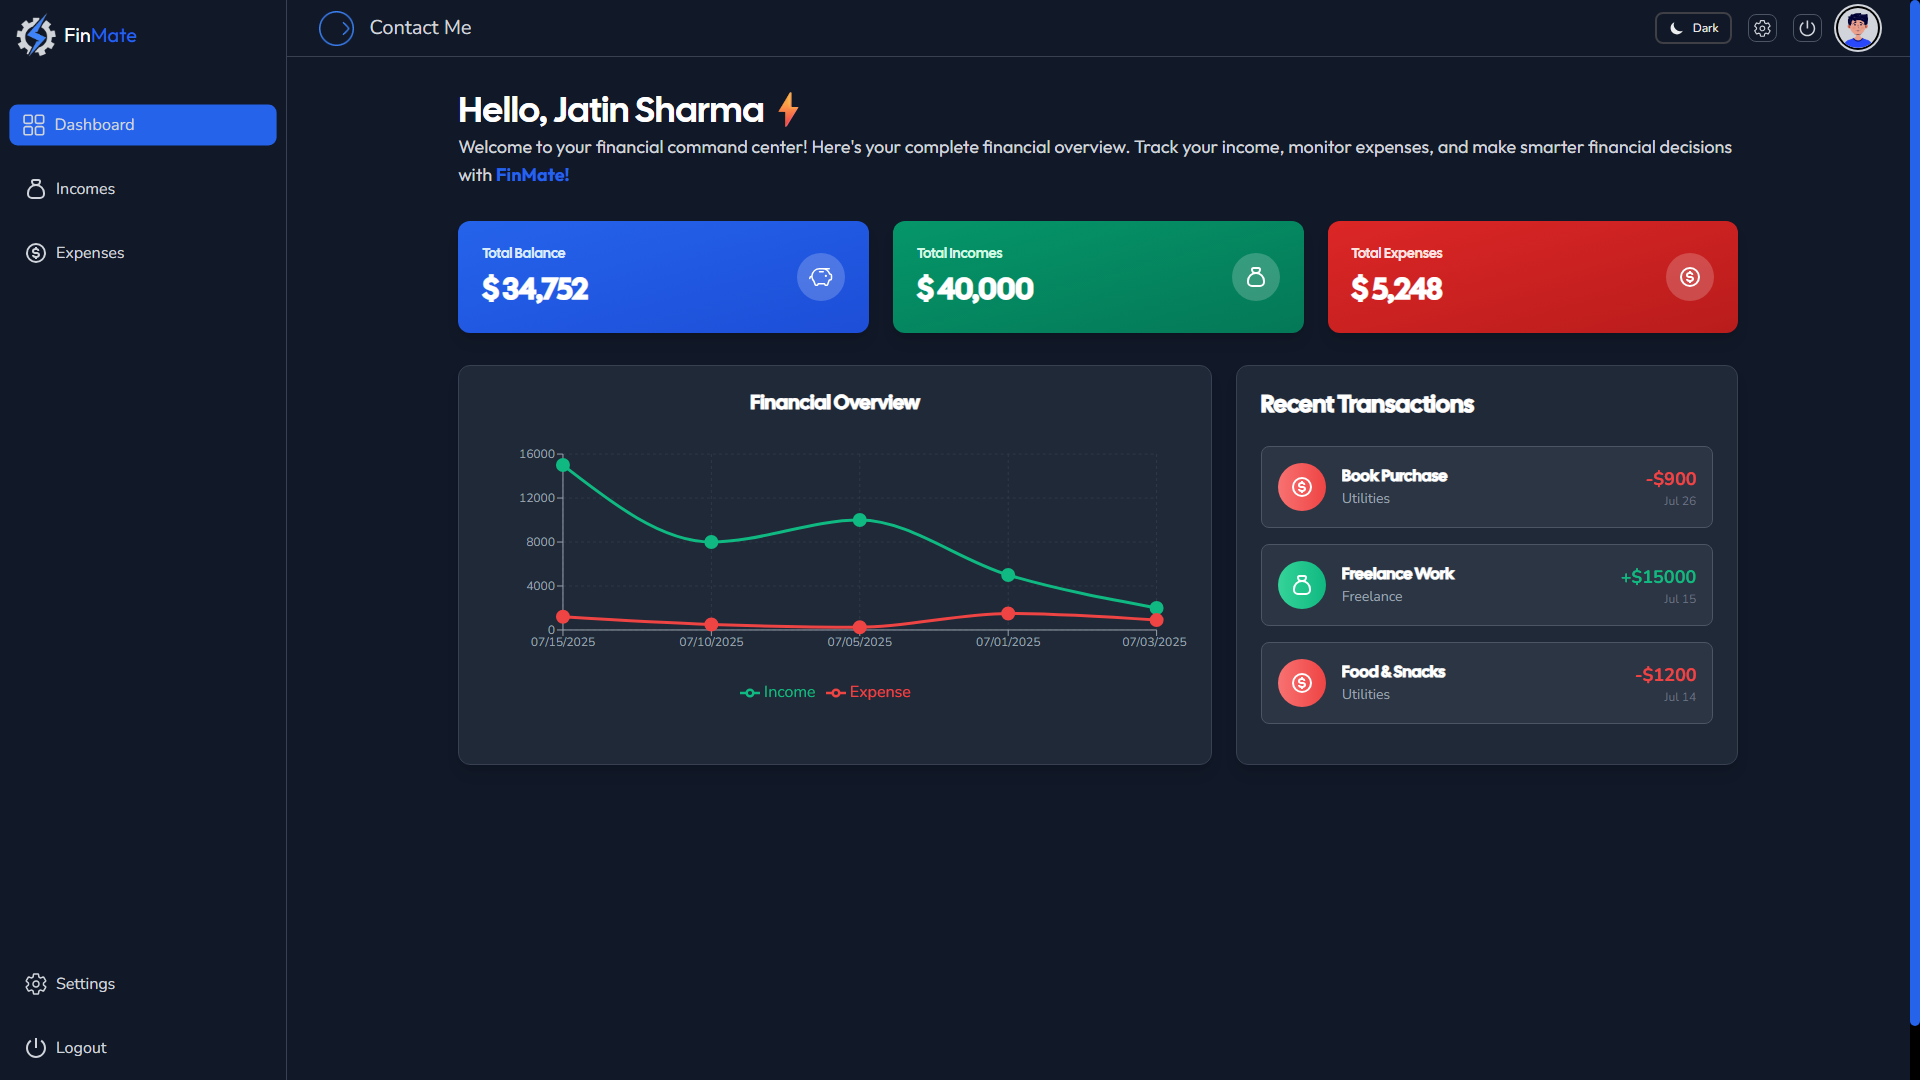 FinMate
Dashboard
Incomes
Expenses
Settings
Logout
Contact Me
Dark
Hello, Jatin Sharma
Welcome to your financial command center! Here's your complete financial overview. Track your income, monitor expenses, and make smarter financial decisions
with FinMate!
Total Balance
$ 34,752
Total Incomes
$ 40,000
Total Expenses
$ 5,248
Financial Overview
16000
12000
8000
4000
0
07/15/2025 07/10/2025 07/05/2025 07/01/2025 07/03/2025
Income Expense
Recent Transactions
Book Purchase
Utilities
-$900
Jul 26
Freelance Work
Freelance
+$15000
Jul 15
Food & Snacks
Utilities
-$1200
Jul 14